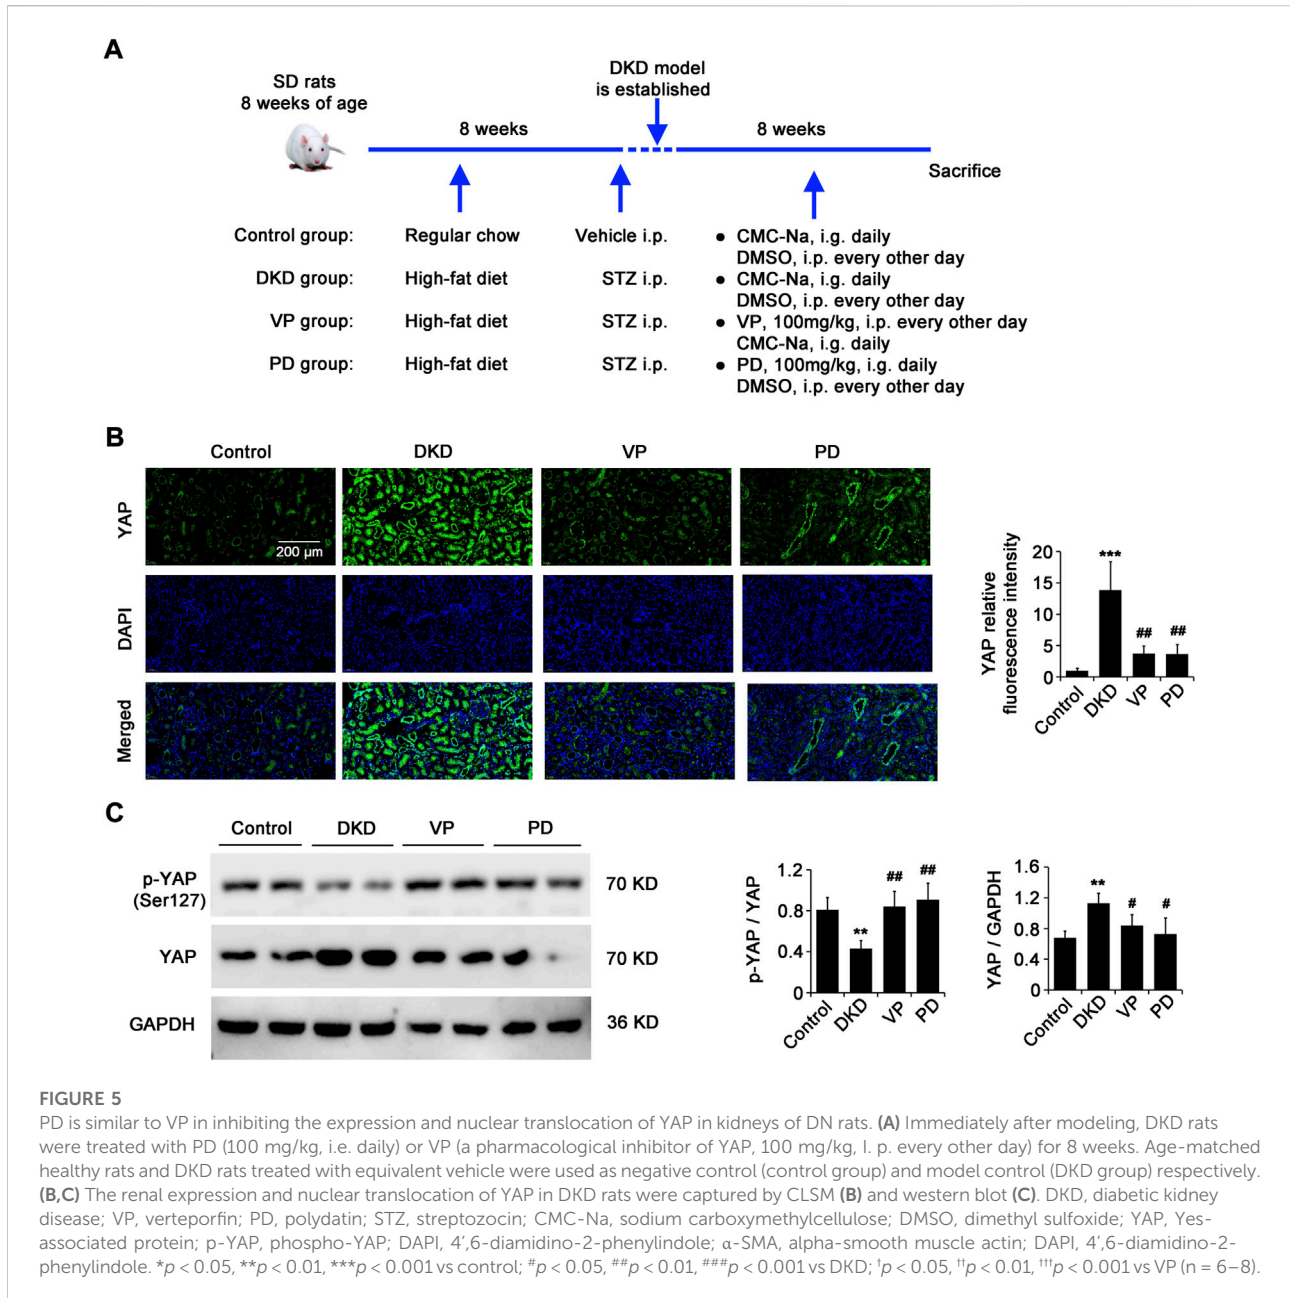 A
SD rats
8 weeks of age
DKD model
is established
8 weeks
8 weeks
Sacrifice
Control group: Regular chow Vehicle i.p. • CMC-Na, i.g. daily
DMSO, i.p. every other day
DKD group: High-fat diet STZ i.p. • CMC-Na, i.g. daily
DMSO, i.p. every other day
VP group: High-fat diet STZ i.p. • VP, 100mg/kg, i.p. every other day
CMC-Na, i.g. daily
PD group: High-fat diet STZ i.p. • PD, 100mg/kg, i.g. daily
DMSO, i.p. every other day
B
Control DKD VP PD
YAP
200 µm
DAPI
Merged
YAP relative
fluorescence intensity
20
15
10
5
0
***
##
##
Control
DKD
VP
PD
C
Control DKD VP PD
p-YAP
(Ser127)
70 KD
YAP
70 KD
GAPDH
36 KD
p-YAP / YAP
1.2
0.8
0.4
0
**
##
##
Control
DKD
VP
PD
YAP / GAPDH
1.6
1.2
0.8
0.4
0
**
#
#
Control
DKD
VP
PD
FIGURE 5
PD is similar to VP in inhibiting the expression and nuclear translocation of YAP in kidneys of DN rats. (A) Immediately after modeling, DKD rats
were treated with PD (100 mg/kg, i.e. daily) or VP (a pharmacological inhibitor of YAP, 100 mg/kg, I. p. every other day) for 8 weeks. Age-matched
healthy rats and DKD rats treated with equivalent vehicle were used as negative control (control group) and model control (DKD group) respectively.
(B,C) The renal expression and nuclear translocation of YAP in DKD rats were captured by CLSM (B) and western blot (C). DKD, diabetic kidney
disease; VP, verteporfin; PD, polydatin; STZ, streptozocin; CMC-Na, sodium carboxymethylcellulose; DMSO, dimethyl sulfoxide; YAP, Yes-
associated protein; p-YAP, phospho-YAP; DAPI, 4′,6-diamidino-2-phenylindole; α-SMA, alpha-smooth muscle actin; DAPI, 4′,6-diamidino-2-
phenylindole. *p < 0.05, **p < 0.01, ***p < 0.001 vs control; #p < 0.05, ##p < 0.01, ###p < 0.001 vs DKD; †p < 0.05, ††p < 0.01, †††p < 0.001 vs VP (n = 6–8).